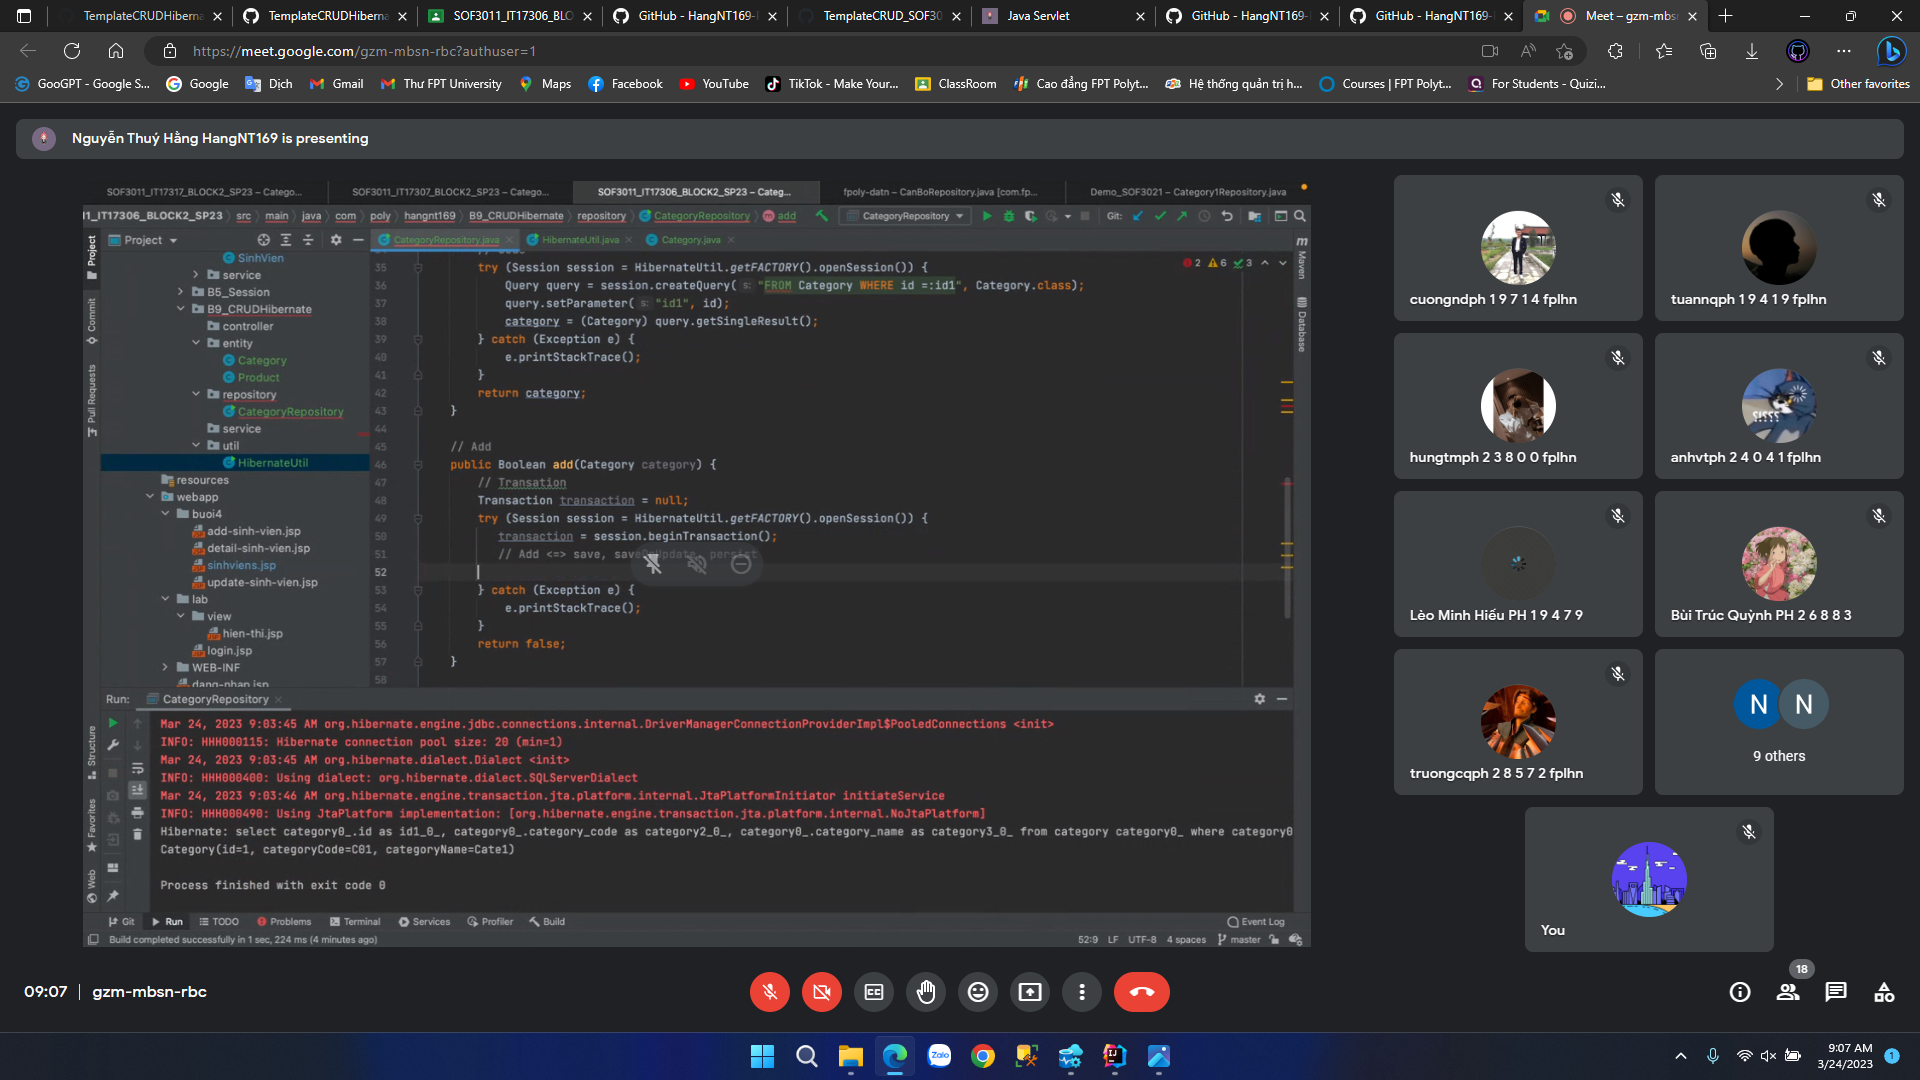 TemplateCRUDHiberna
TemplateCRUDHiberna
SOF3011_IT17306_BLO
GitHub - HangNT169-
TemplateCRUD_SOF30
Java Servlet
GitHub - HangNT169-
GitHub - HangNT169-
Meet – gzm-mbs
https://meet.google.com/gzm-mbsn-rbc?authuser=1
GooGPT - Google S...
Google
Dịch
Gmail
Thư FPT University
Maps
Facebook
YouTube
TikTok - Make Your...
ClassRoom
Cao đẳng FPT Polyt...
Hệ thống quản trị h...
Courses | FPT Polyt...
For Students - Quizi...
Other favorites
Nguyễn Thuý Hằng HangNT169 is presenting
SOF3011_IT17317_BLOCK2_SP23 – Catego...
SOF3011_IT17307_BLOCK2_SP23 – Catego...
SOF3011_IT17306_BLOCK2_SP23 – Categ...
fpoly-datn – CanBoRepository.java [com.fp...
Demo_SOF3021 – Category1Repository.java
I1_IT17306_BLOCK2_SP23 src main java com poly hangnt169 B9_CRUDHibernate repository CategoryRepository add
CategoryRepository
Git:
Project
CategoryRepository.java
HibernateUtil.java
Category.java
SinhVien
service
B5_Session
B9_CRUDHibernate
controller
entity
Category
Product
repository
CategoryRepository
service
util
HibernateUtil
resources
webapp
buoi4
add-sinh-vien.jsp
detail-sinh-vien.jsp
sinhviens.jsp
update-sinh-vien.jsp
lab
view
hien-thi.jsp
login.jsp
WEB-INF
dang-nhap.jsp
Project
Commit
Pull Requests
Structure
Favorites
Web
m
Maven
Database
2 6 3
35 try (Session session = HibernateUtil.getFACTORY().openSession()) {
36 Query query = session.createQuery( s: "FROM Category WHERE id =:id1", Category.class);
37 query.setParameter( s: "id1", id);
38 category = (Category) query.getSingleResult();
39 } catch (Exception e) {
40 e.printStackTrace();
41 }
42 return category;
43 }
44
45 // Add
46 public Boolean add(Category category) {
47 // Transation
48 Transaction transaction = null;
49 try (Session session = HibernateUtil.getFACTORY().openSession()) {
50 transaction = session.beginTransaction();
51 // Add <=> save, saveOrUpdate, persist
52
53 } catch (Exception e) {
54 e.printStackTrace();
55 }
56 return false;
57 }
58
Run: CategoryRepository
Mar 24, 2023 9:03:45 AM org.hibernate.engine.jdbc.connections.internal.DriverManagerConnectionProviderImpl$PooledConnections <init>
INFO: HHH000115: Hibernate connection pool size: 20 (min=1)
Mar 24, 2023 9:03:45 AM org.hibernate.dialect.Dialect <init>
INFO: HHH000400: Using dialect: org.hibernate.dialect.SQLServerDialect
Mar 24, 2023 9:03:46 AM org.hibernate.engine.transaction.jta.platform.internal.JtaPlatformInitiator initiateService
INFO: HHH000490: Using JtaPlatform implementation: [org.hibernate.engine.transaction.jta.platform.internal.NoJtaPlatform]
Hibernate: select category0_.id as id1_0_, category0_.category_code as category2_0_, category0_.category_name as category3_0_ from category category0_ where category0
Category(id=1, categoryCode=C01, categoryName=Cate1)
Process finished with exit code 0
Git
Run
TODO
Problems
Terminal
Services
Profiler
Build
Event Log
Build completed successfully in 1 sec, 224 ms (4 minutes ago)
52:9 LF UTF-8 4 spaces master
cuongndph 1 9 7 1 4 fplhn
tuannqph 1 9 4 1 9 fplhn
hungtmph 2 3 8 0 0 fplhn
?!???
anhvtph 2 4 0 4 1 fplhn
Lèo Minh Hiếu PH 1 9 4 7 9
Bùi Trúc Quỳnh PH 2 6 8 8 3
truongcqph 2 8 5 7 2 fplhn
N
N
9 others
You
09:07 | gzm-mbsn-rbc
18
Zalo
9:07 AM
3/24/2023
1